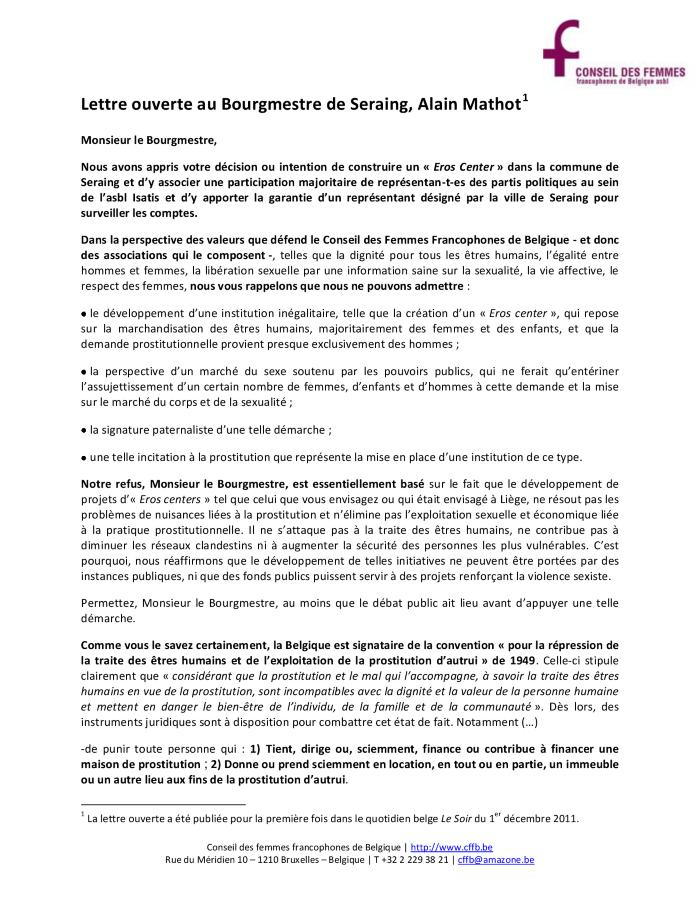 CONSEIL DES FEMMES
francophones de Belgique asbl
Lettre ouverte au Bourgmestre de Seraing, Alain Mathot1
Monsieur le Bourgmestre,
Nous avons appris votre décision ou intention de construire un « Eros Center » dans la commune de
Seraing et d’y associer une participation majoritaire de représentan-t-es des partis politiques au sein
de l’asbl Isatis et d’y apporter la garantie d’un représentant désigné par la ville de Seraing pour
surveiller les comptes.
Dans la perspective des valeurs que défend le Conseil des Femmes Francophones de Belgique - et donc
des associations qui le composent -, telles que la dignité pour tous les êtres humains, l’égalité entre
hommes et femmes, la libération sexuelle par une information saine sur la sexualité, la vie affective, le
respect des femmes, nous vous rappelons que nous ne pouvons admettre :
• le développement d’une institution inégalitaire, telle que la création d’un « Eros center », qui repose
sur la marchandisation des êtres humains, majoritairement des femmes et des enfants, et que la
demande prostitutionnelle provient presque exclusivement des hommes ;
• la perspective d’un marché du sexe soutenu par les pouvoirs publics, qui ne ferait qu’entériner
l’assujettissement d’un certain nombre de femmes, d’enfants et d’hommes à cette demande et la mise
sur le marché du corps et de la sexualité ;
• la signature paternaliste d’une telle démarche ;
• une telle incitation à la prostitution que représente la mise en place d’une institution de ce type.
Notre refus, Monsieur le Bourgmestre, est essentiellement basé sur le fait que le développement de
projets d’« Eros centers » tel que celui que vous envisagez ou qui était envisagé à Liège, ne résout pas les
problèmes de nuisances liées à la prostitution et n’élimine pas l’exploitation sexuelle et économique liée
à la pratique prostitutionnelle. Il ne s’attaque pas à la traite des êtres humains, ne contribue pas à
diminuer les réseaux clandestins ni à augmenter la sécurité des personnes les plus vulnérables. C’est
pourquoi, nous réaffirmons que le développement de telles initiatives ne peuvent être portées par des
instances publiques, ni que des fonds publics puissent servir à des projets renforçant la violence sexiste.
Permettez, Monsieur le Bourgmestre, au moins que le débat public ait lieu avant d’appuyer une telle
démarche.
Comme vous le savez certainement, la Belgique est signataire de la convention « pour la répression de
la traite des êtres humains et de l’exploitation de la prostitution d’autrui » de 1949. Celle-ci stipule
clairement que « considérant que la prostitution et le mal qui l’accompagne, à savoir la traite des êtres
humains en vue de la prostitution, sont incompatibles avec la dignité et la valeur de la personne humaine
et mettent en danger le bien-être de l’individu, de la famille et de la communauté ». Dès lors, des
instruments juridiques sont à disposition pour combattre cet état de fait. Notamment (…)
-de punir toute personne qui : 1) Tient, dirige ou, sciemment, finance ou contribue à financer une
maison de prostitution ; 2) Donne ou prend sciemment en location, en tout ou en partie, un immeuble
ou un autre lieu aux fins de la prostitution d’autrui.
1 La lettre ouverte a été publiée pour la première fois dans le quotidien belge Le Soir du 1er décembre 2011.
Conseil des femmes francophones de Belgique | http://www.cffb.be
Rue du Méridien 10 – 1210 Bruxelles – Belgique | T +32 2 229 38 21 | cffb@amazone.be